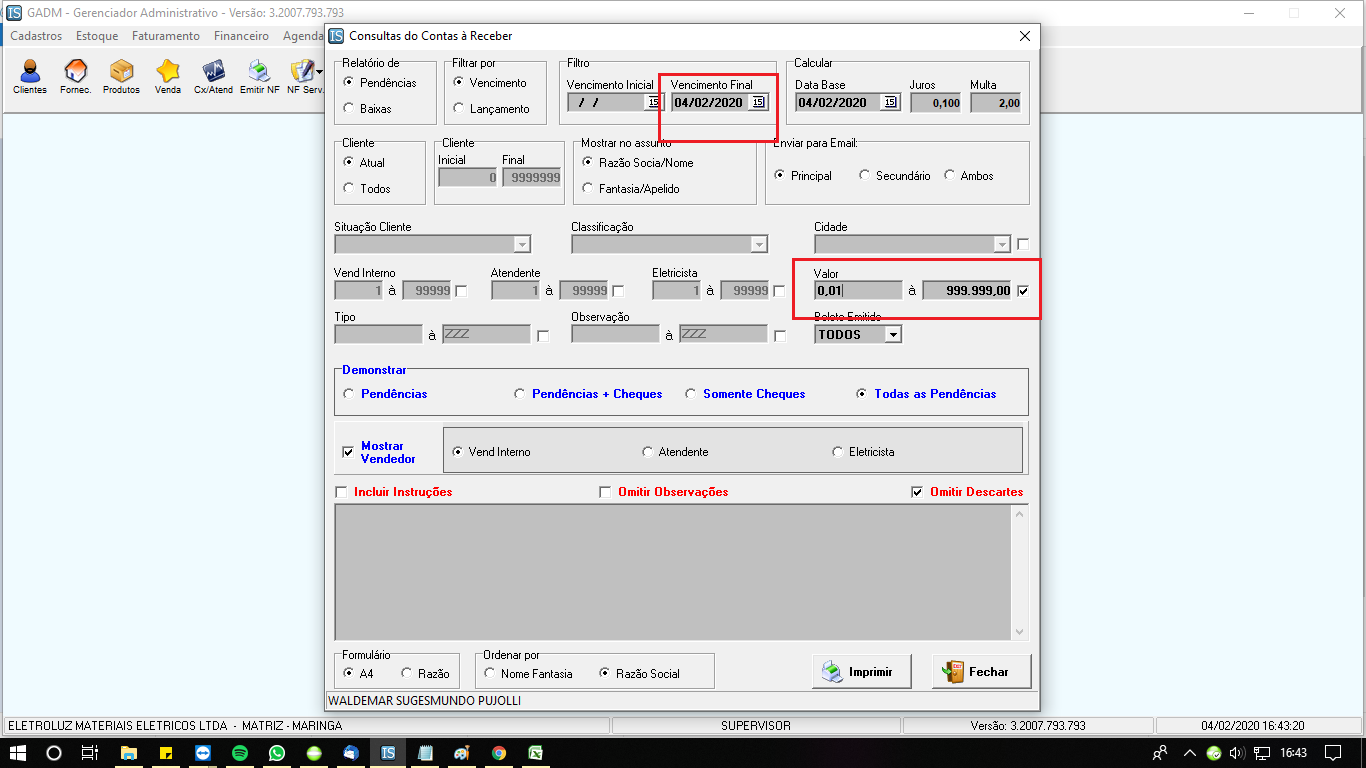 GADM - Gerenciador Administrativo - Versão: 3.2007.793.793
Cadastros Estoque Faturamento Financeiro Agenda
Clientes Fornec. Produtos Venda Cx/Atend Emitir NF NF Serv.
Consultas do Contas à Receber
Relatório de
Pendências
Baixas
Filtrar por
Vencimento
Lançamento
Filtro
Vencimento Inicial Vencimento Final
/ / 15 04/02/2020 15
Calcular
Data Base Juros Multa
04/02/2020 15 0,100 2,00
Cliente
Atual
Todos
Cliente
Inicial Final
0 9999999
Mostrar no assunto
Razão Socia/Nome
Fantasia/Apelido
Enviar para Email:
Principal Secundário Ambos
Situação Cliente Classificação Cidade
Vend Interno Atendente Eletricista Valor
1 à 99999 1 à 99999 1 à 99999 0,01 à 999.999,00
Tipo Observação Boleto Emitido
à ZZZ à ZZZ TODOS
Demonstrar
Pendências Pendências + Cheques Somente Cheques Todas as Pendências
Mostrar
Vendedor
Vend Interno Atendente Eletricista
Incluir Instruções Omitir Observações Omitir Descartes
Formulário
A4 Razão
Ordenar por
Nome Fantasia Razão Social
Imprimir Fechar
WALDEMAR SUGESMUNDO PUJOLLI
ELETROLUZ MATERIAIS ELETRICOS LTDA - MATRIZ - MARINGA SUPERVISOR Versão: 3.2007.793.793 04/02/2020 16:43:20
IS 16:43